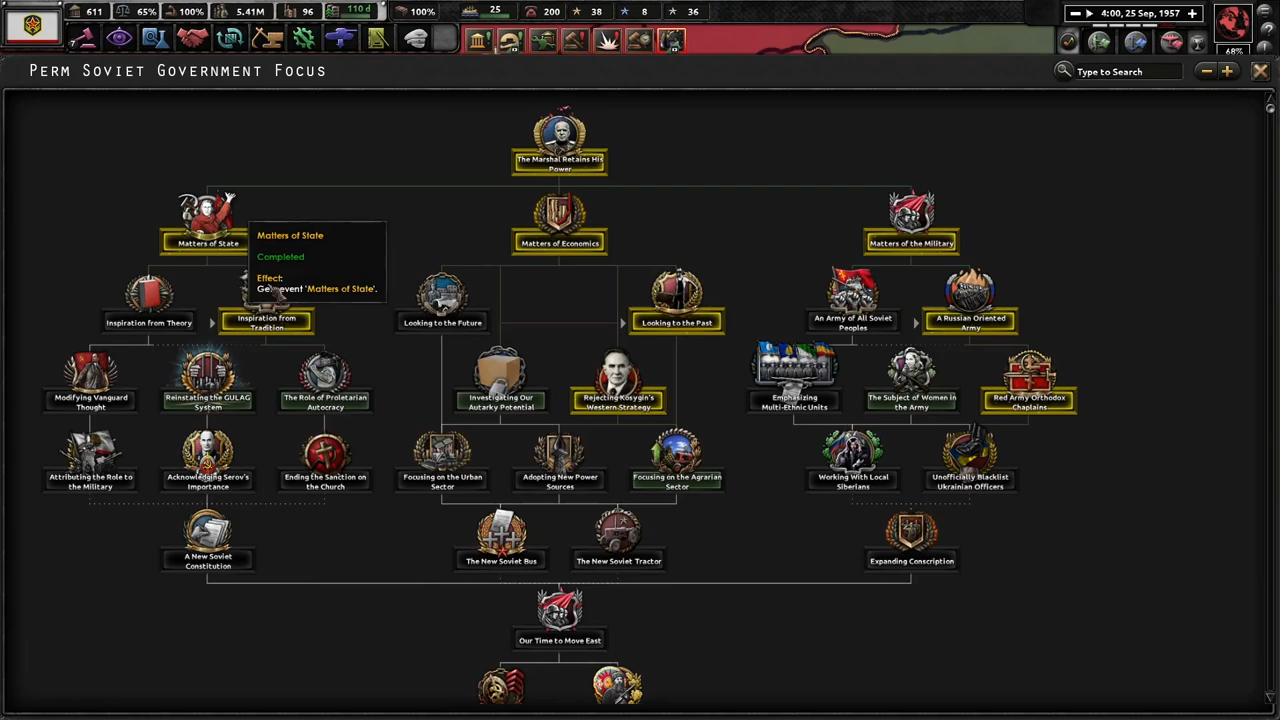 611
65%
100%
5.41M
96
110 d
100%
25
200
38
8
36
4:00, 25 Sep, 1957
7
68%
Perm Soviet Government Focus
Type to Search
The Marshal Retains His
Power
Matters of State
Matters of Economics
Matters of the Military
Matters of State
Completed
Effect:
Get event 'Matters of State'.
Inspiration from Theory
Inspiration from
Tradition
Looking to the Future
Looking to the Past
An Army of All Soviet
Peoples
A Russian Oriented
Army
Modifying Vanguard
Thought
Reinstating the GULAG
System
The Role of Proletarian
Autocracy
Investigating Our
Autarky Potential
Rejecting Kosygin's
Western Strategy
Emphasizing
Multi-Ethnic Units
The Subject of Women in
the Army
Red Army Orthodox
Chaplains
Attributing the Role to
the Military
Acknowledging Serov's
Importance
Ending the Sanction on
the Church
Focusing on the Urban
Sector
Adopting New Power
Sources
Focusing on the Agrarian
Sector
Working With Local
Siberians
Unofficially Blacklist
Ukrainian Officers
A New Soviet
Constitution
The New Soviet Bus
The New Soviet Tractor
Expanding Conscription
Our Time to Move East